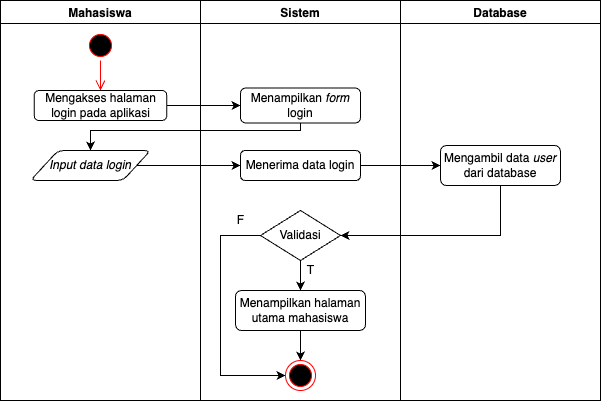 Mahasiswa
Sistem
Database
Mengakses halaman
login pada aplikasi
Menampilkan form
login
Input data login
Menerima data login
Mengambil data user
dari database
F
Validasi
T
Menampilkan halaman
utama mahasiswa